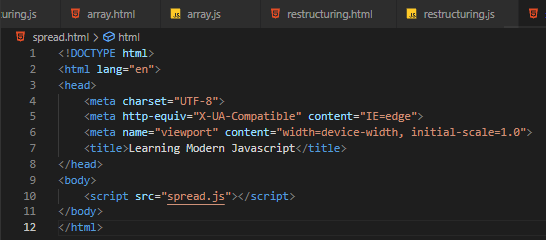 turing.js array.html array.js restructuring.html restructuring.js
spread.html > html
1 <!DOCTYPE html>
2 <html lang="en">
3 <head>
4     <meta charset="UTF-8">
5     <meta http-equiv="X-UA-Compatible" content="IE=edge">
6     <meta name="viewport" content="width=device-width, initial-scale=1.0">
7     <title>Learning Modern Javascript</title>
8 </head>
9 <body>
10     <script src="spread.js"></script>
11 </body>
12 </html>